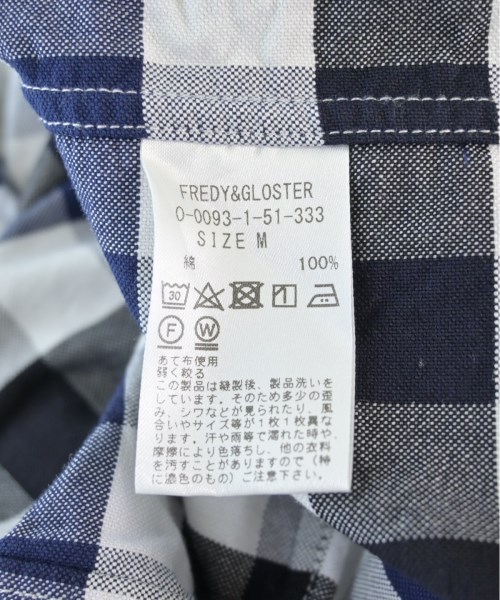 FREDY&GLOSTER
0-0093-1-51-333
SIZE M
綿 100%
30
F W
あて布使用
弱く絞る
この製品は縫製後、製品洗いを
しています。そのため多少の歪
み、シワなどが見られたり、風
合いやサイズ等が1枚1枚異な
ります。汗や雨等で濡れた時や、
摩擦により色落ちし、他の衣料
を汚すことがありますので(特
に濃色のもの)ご注意下さい